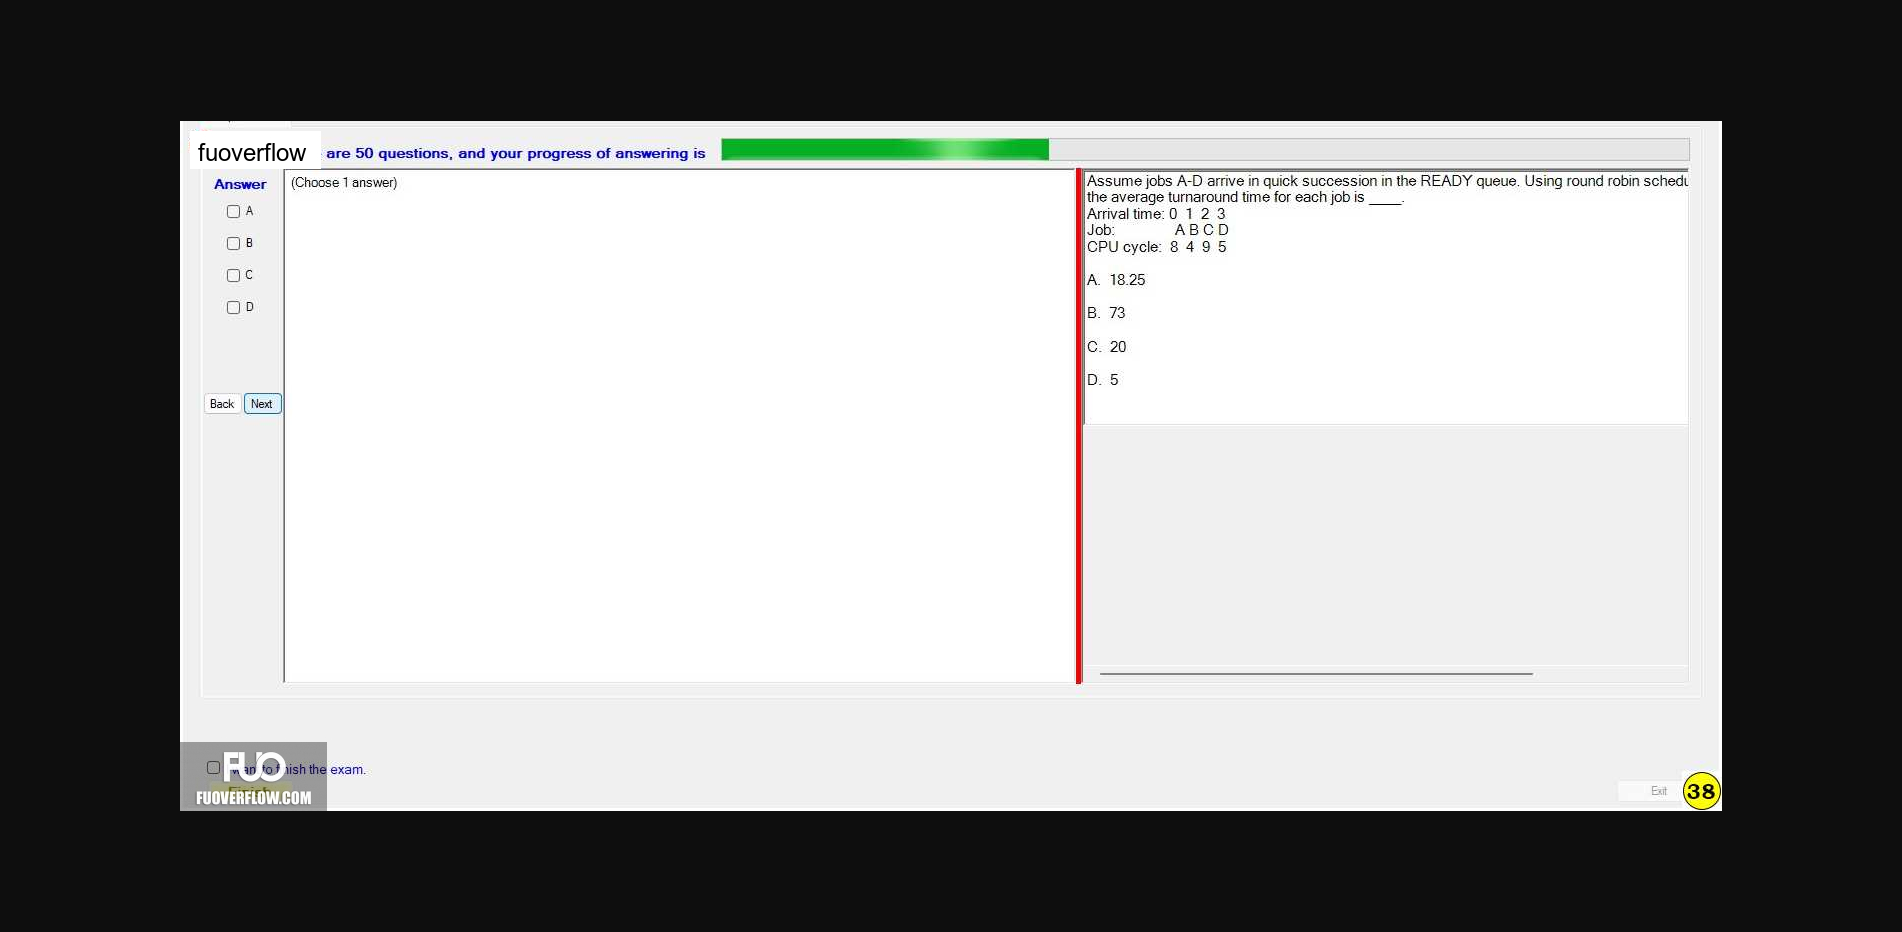 fuoverflow are 50 questions, and your progress of answering is
Answer
(Choose 1 answer)
A
B
C
D
Back Next
Assume jobs A-D arrive in quick succession in the READY queue. Using round robin
the average turnaround time for each job is ____.
Arrival time: 0 1 2 3
Job: A B C D
CPU cycle: 8 4 9 5
A. 18.25
B. 73
C. 20
D. 5
FUO
to the exam.
FUOVERFLOW.COM
Finish
Exit
38